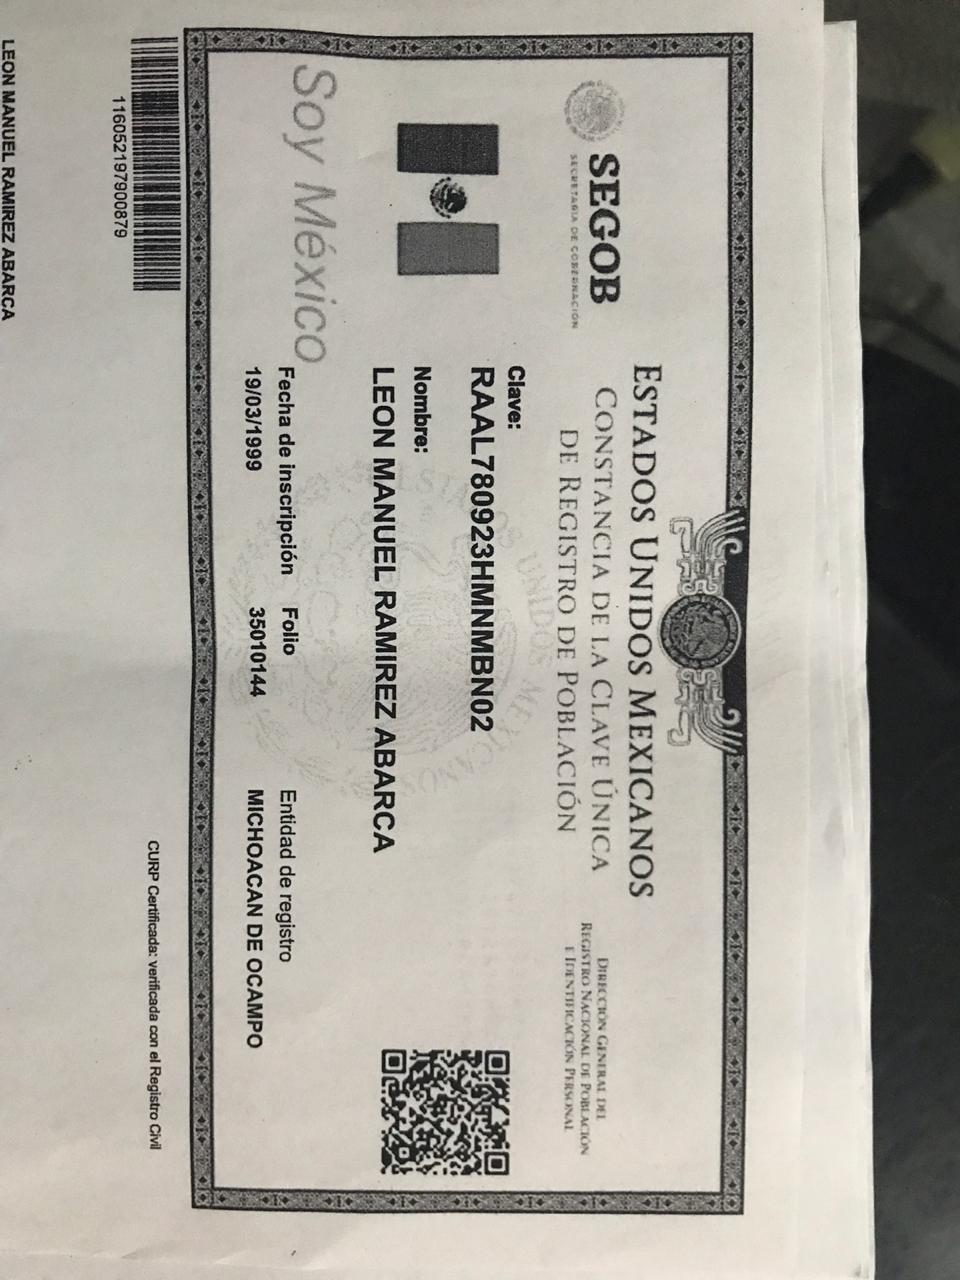 ESTADOS UNIDOS MEXICANOS
CONSTANCIA DE LA CLAVE ÚNICA
DE REGISTRO DE POBLACIÓN
SEGOB
SECRETARÍA DE GOBERNACIÓN
DIRECCIÓN GENERAL DEL
REGISTRO NACIONAL DE POBLACIÓN
E IDENTIFICACIÓN PERSONAL
Clave:
RAAL780923HMNMBN02
Nombre:
LEON MANUEL RAMIREZ ABARCA
Soy México
Fecha de inscripción Folio Entidad de registro
19/03/1999 35010144 MICHOACAN DE OCAMPO
116052197900879
CURP Certificada: verificada con el Registro Civil
LEON MANUEL RAMIREZ ABARCA